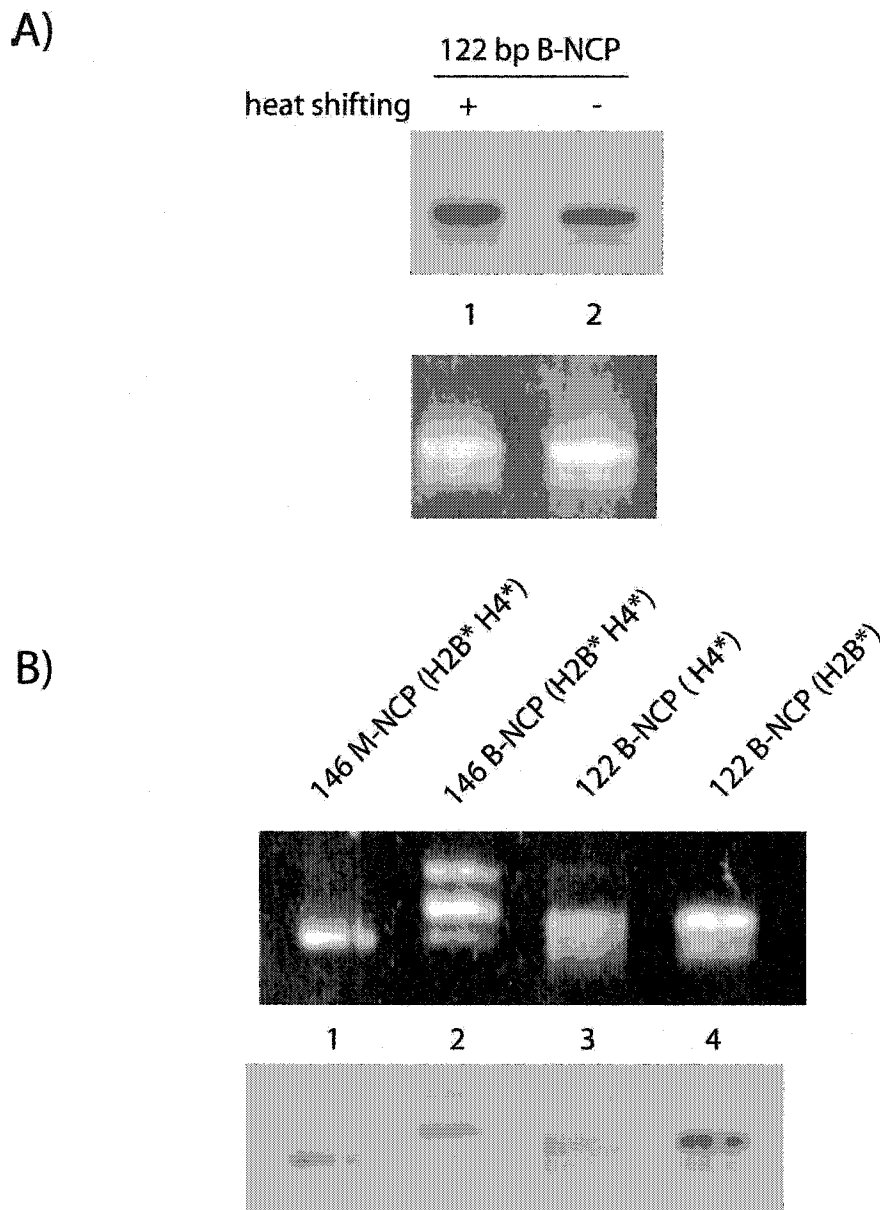 A)
122 bp B-NCP
heat shifting + -
1 2
B)
146 M-NCP (H2B* H4*)
146 B-NCP (H2B* H4*)
122 B-NCP ( H4*)
122 B-NCP (H2B*)
1 2 3 4